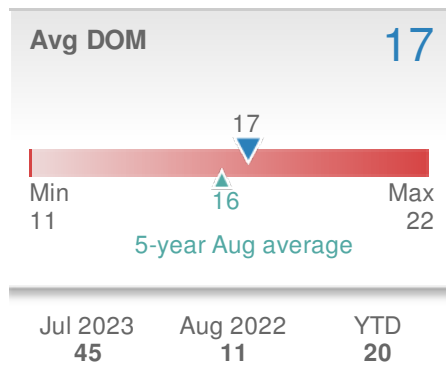 Avg DOM 17
17
Min Max
11 16 22
5-year Aug average
Jul 2023 Aug 2022 YTD
45 11 20